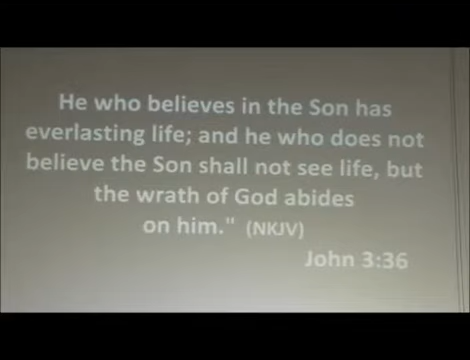 He who believes in the Son has
everlasting life; and he who does not
believe the Son shall not see life, but
the wrath of God abides
on him." (NKJV)
John 3:36